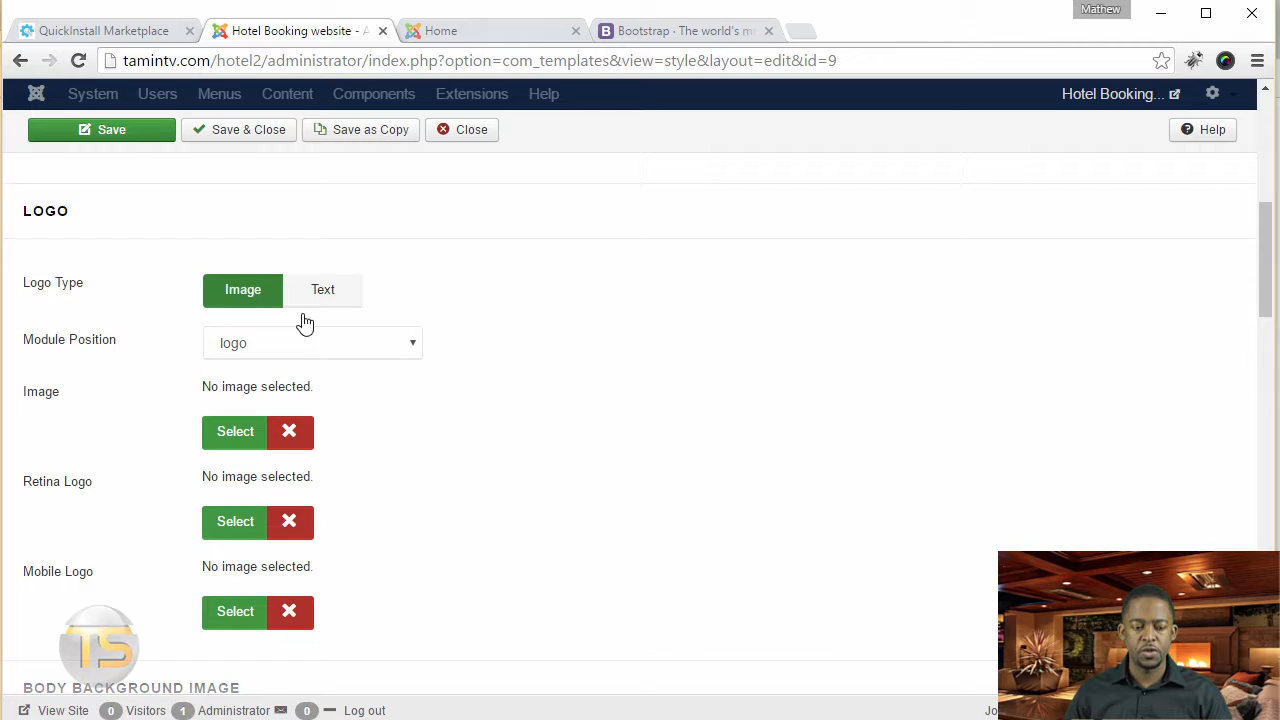 Mathew
QuickInstall Marketplace
Hotel Booking website - A
Home
Bootstrap · The world's m
tamintv.com/hotel2/administrator/index.php?option=com_templates&view=style&layout=edit&id=9
System Users Menus Content Components Extensions Help Hotel Booking...
Save Save & Close Save as Copy Close Help
LOGO
Logo Type Image Text
Module Position logo
Image No image selected.
Select
Retina Logo No image selected.
Select
Mobile Logo No image selected.
Select
TS
BODY BACKGROUND IMAGE
View Site 0 Visitors 1 Administrator 0 Log out Jo